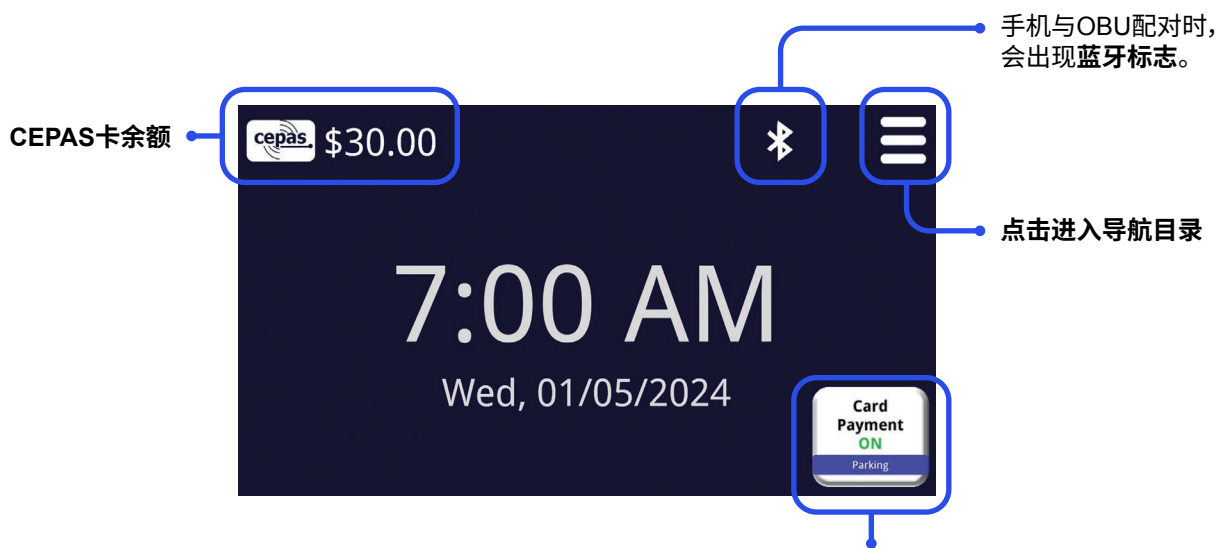 手机与OBU配对时，
会出现蓝牙标志。
CEPAS卡余额
cepas
$30.00
点击进入导航目录
7:00 AM
Wed, 01/05/2024
Card
Payment
ON
Parking